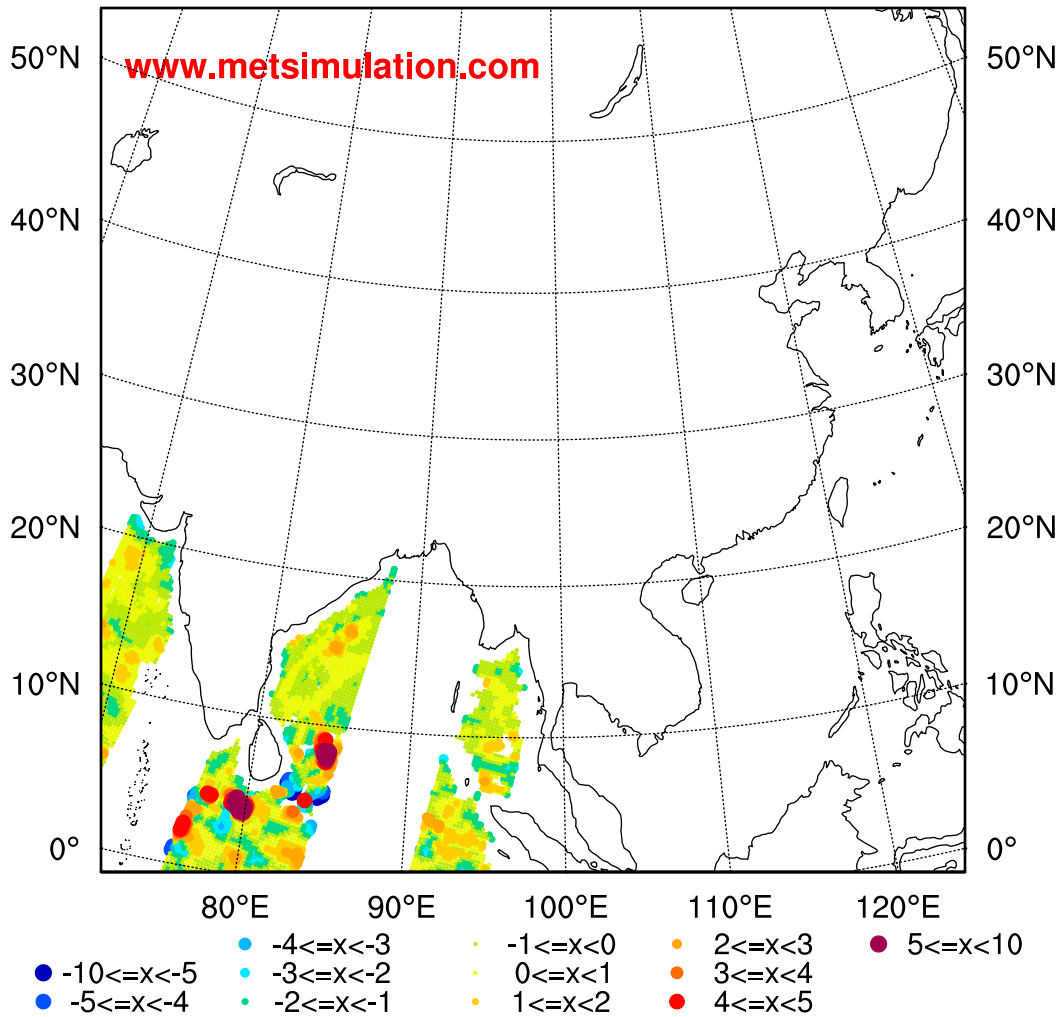 50°N 50°N
www.metsimulation.com
40°N 40°N
30°N 30°N
20°N 20°N
10°N 10°N
0° 0°
80°E 90°E 100°E 110°E 120°E
-4<=x<-3 -1<=x<0 2<=x<3 5<=x<10
-10<=x<-5 -3<=x<-2 0<=x<1 3<=x<4
-5<=x<-4 -2<=x<-1 1<=x<2 4<=x<5